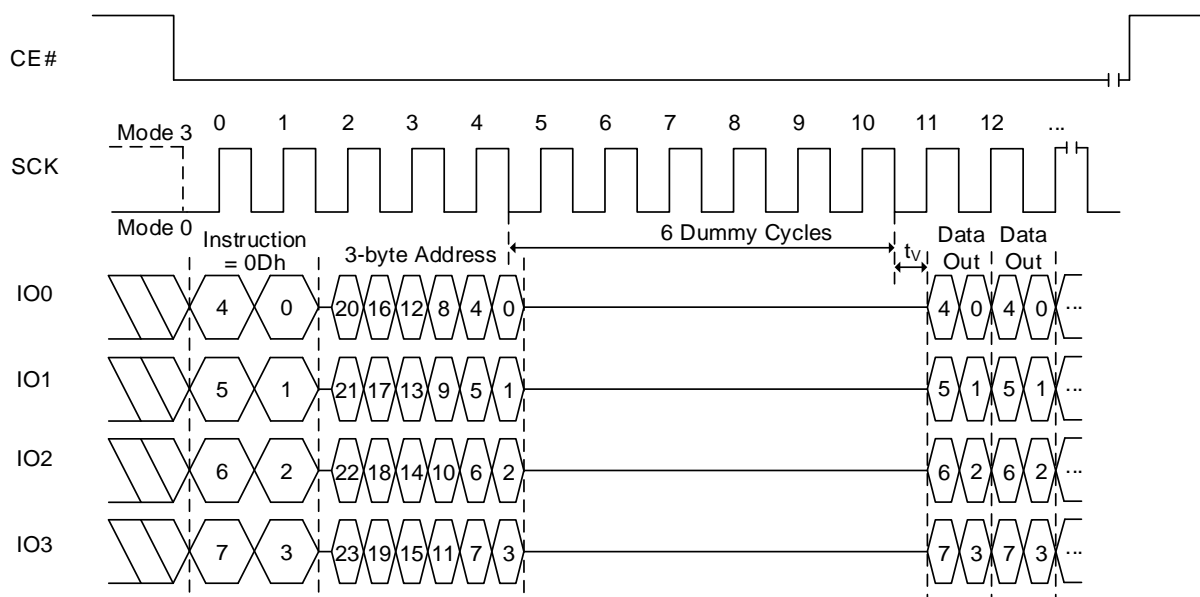 CE#
0 1 2 3 4 5 6 7 8 9 10 11 12 ...
Mode 3
SCK
Mode 0
Instruction
= 0Dh
3-byte Address
6 Dummy Cycles
tV
Data
Out
Data
Out
IO0 4 0 20 16 12 8 4 0 4 0 4 0 ...
IO1 5 1 21 17 13 9 5 1 5 1 5 1 ...
IO2 6 2 22 18 14 10 6 2 6 2 6 2 ...
IO3 7 3 23 19 15 11 7 3 7 3 7 3 ...